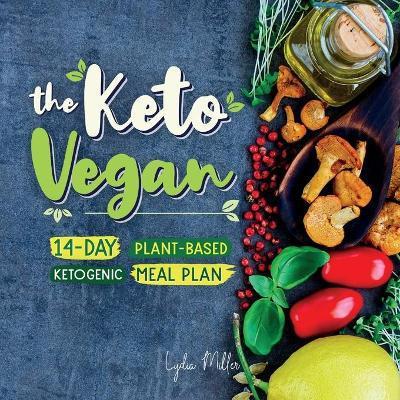 the Keto
Vegan
14-DAY PLANT-BASED
KETOGENIC MEAL PLAN
Lydia Miller